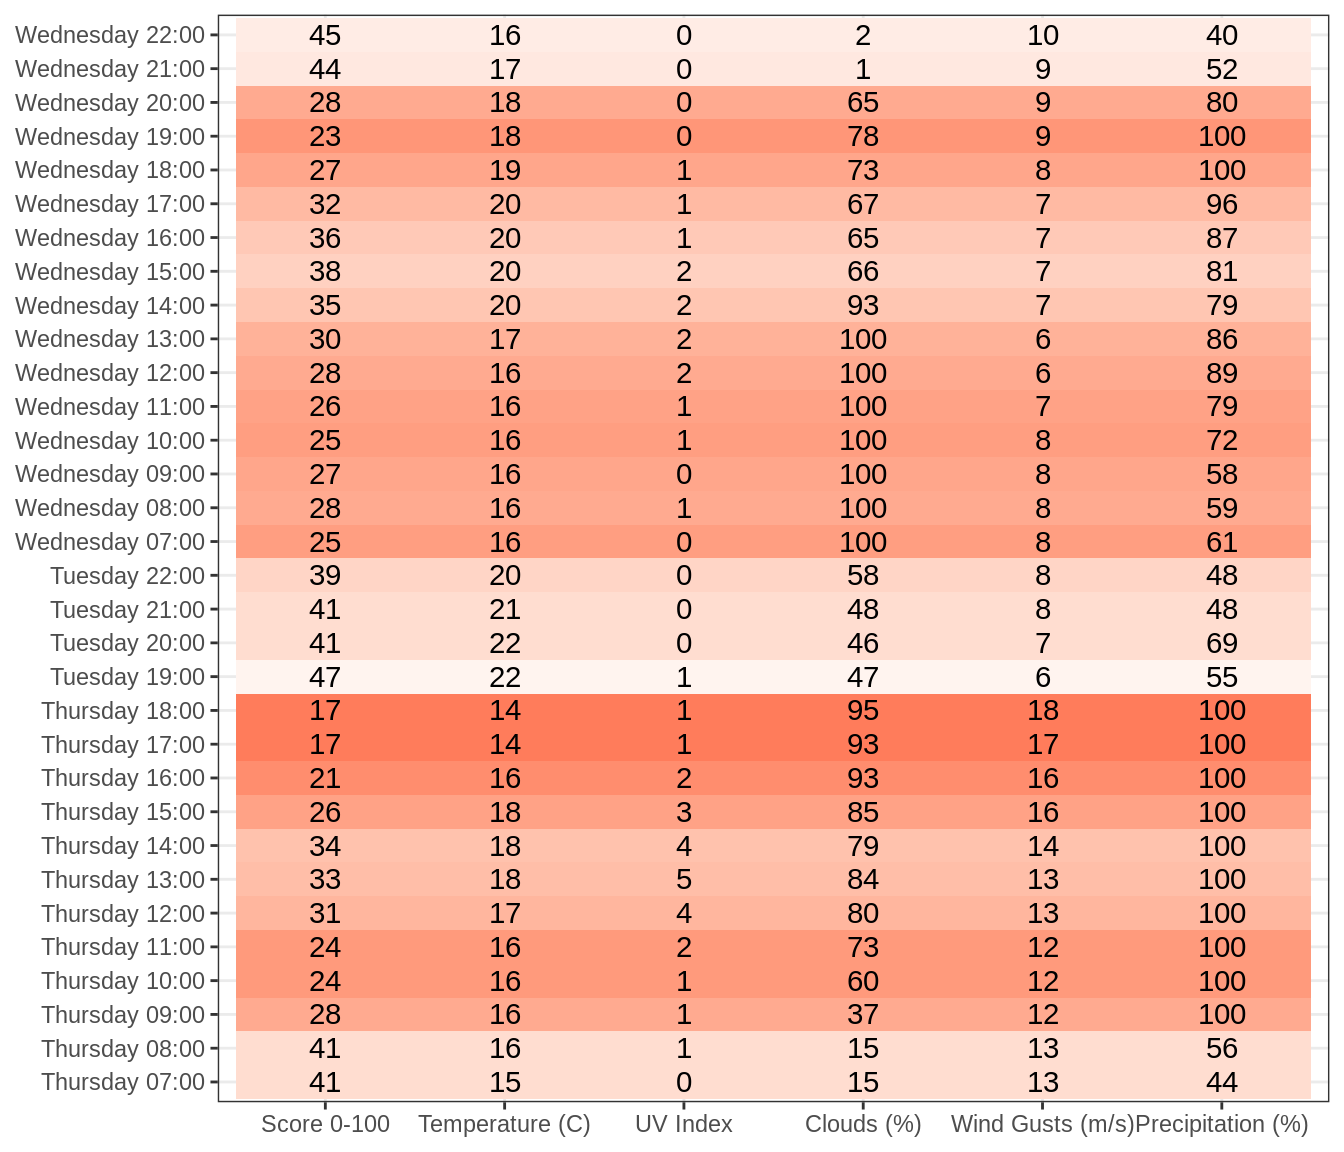 Wednesday 22:00 45 16 0 2 10 40
Wednesday 21:00 44 17 0 1 9 52
Wednesday 20:00 28 18 0 65 9 80
Wednesday 19:00 23 18 0 78 9 100
Wednesday 18:00 27 19 1 73 8 100
Wednesday 17:00 32 20 1 67 7 96
Wednesday 16:00 36 20 1 65 7 87
Wednesday 15:00 38 20 2 66 7 81
Wednesday 14:00 35 20 2 93 7 79
Wednesday 13:00 30 17 2 100 6 86
Wednesday 12:00 28 16 2 100 6 89
Wednesday 11:00 26 16 1 100 7 79
Wednesday 10:00 25 16 1 100 8 72
Wednesday 09:00 27 16 0 100 8 58
Wednesday 08:00 28 16 1 100 8 59
Wednesday 07:00 25 16 0 100 8 61
Tuesday 22:00 39 20 0 58 8 48
Tuesday 21:00 41 21 0 48 8 48
Tuesday 20:00 41 22 0 46 7 69
Tuesday 19:00 47 22 1 47 6 55
Thursday 18:00 17 14 1 95 18 100
Thursday 17:00 17 14 1 93 17 100
Thursday 16:00 21 16 2 93 16 100
Thursday 15:00 26 18 3 85 16 100
Thursday 14:00 34 18 4 79 14 100
Thursday 13:00 33 18 5 84 13 100
Thursday 12:00 31 17 4 80 13 100
Thursday 11:00 24 16 2 73 12 100
Thursday 10:00 24 16 1 60 12 100
Thursday 09:00 28 16 1 37 12 100
Thursday 08:00 41 16 1 15 13 56
Thursday 07:00 41 15 0 15 13 44
Score 0-100 Temperature (C) UV Index Clouds (%) Wind Gusts (m/s) Precipitation (%)